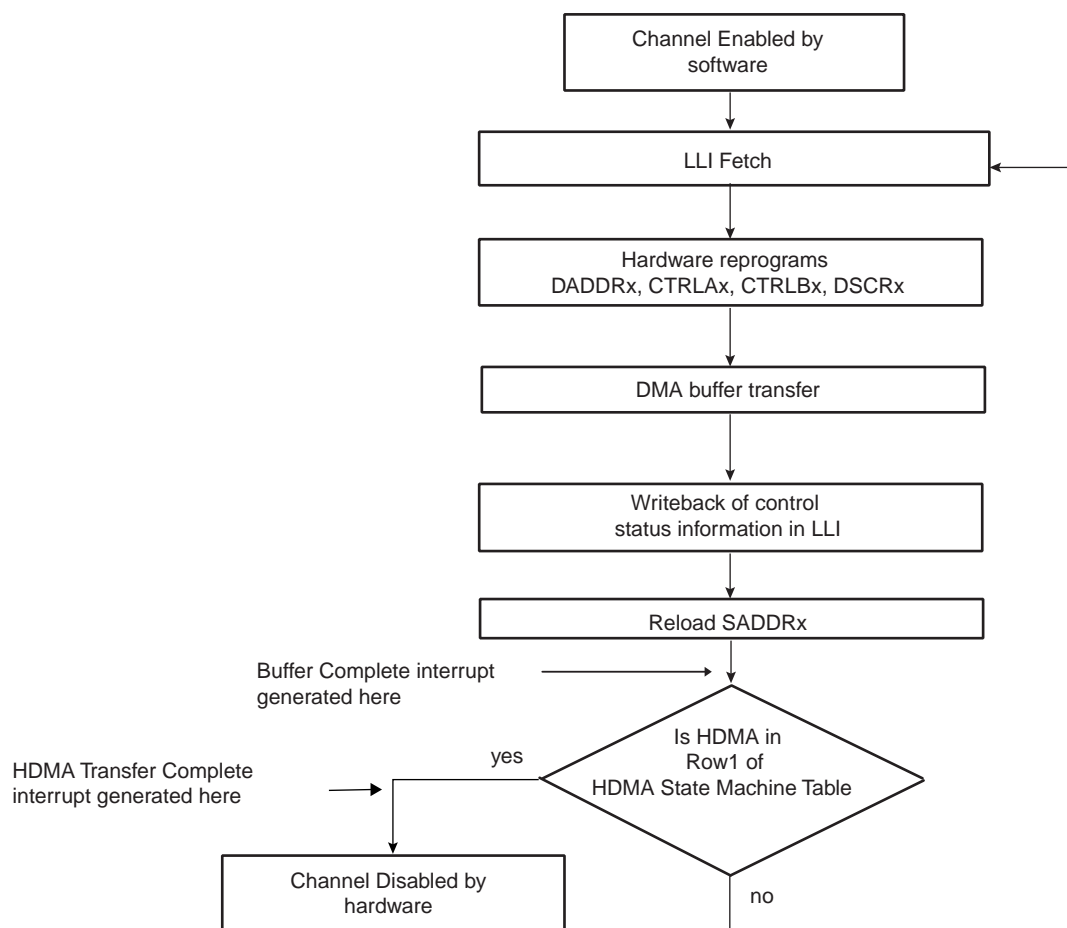 Channel Enabled by
software
LLI Fetch
Hardware reprograms
DADDRx, CTRLAx, CTRLBx, DSCRx
DMA buffer transfer
Writeback of control
status information in LLI
Reload SADDRx
Buffer Complete interrupt
generated here
Is HDMA in
Row1 of
HDMA State Machine Table
yes
HDMA Transfer Complete
interrupt generated here
Channel Disabled by
hardware
no